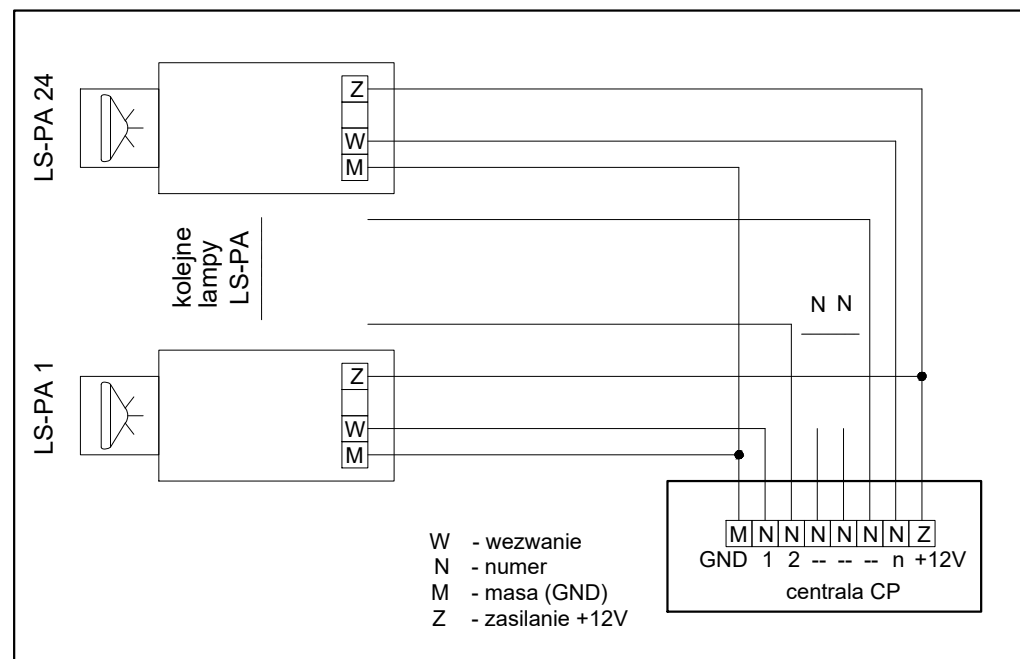 LS-PA 24
Z
W
M
kolejne
lampy
LS-PA
N N
LS-PA 1
Z
W
M
W - wezwanie
N - numer
M - masa (GND)
Z - zasilanie +12V
M N N N N N N Z
GND 1 2 -- -- -- n +12V
centrala CP